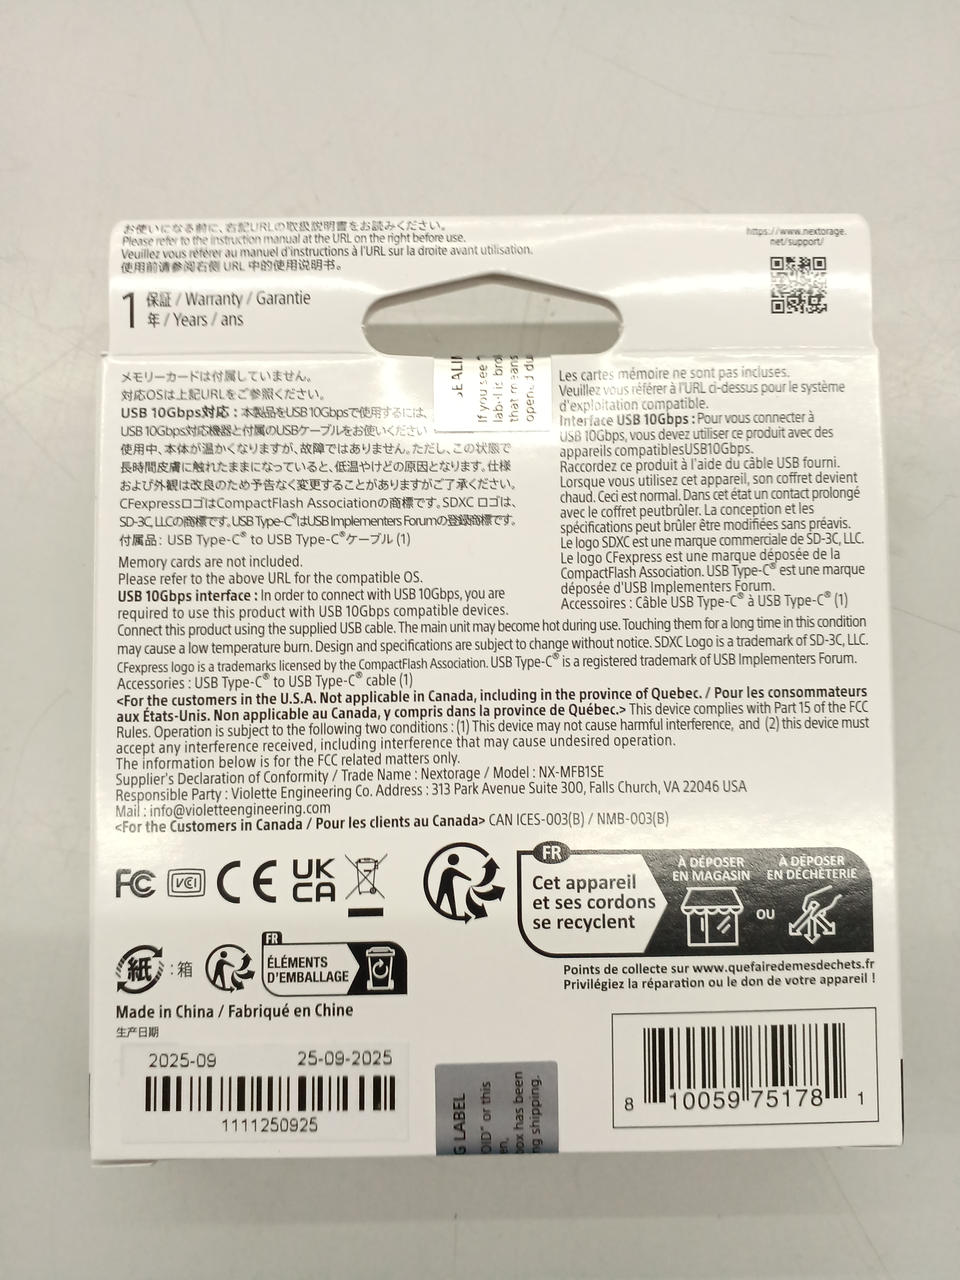 お使いになる前に、右記URLの取扱説明書をお読みください。
Please refer to the instruction manual at the URL on the right before use.
Veuillez vous référer au manuel d'instructions à l'URL sur la droite avant utilisation.
使用前请参阅右侧 URL 中的使用说明书。
https://www.nextorage.
net/support/
1 保証 / Warranty / Garantie
年 / Years / ans
メモリーカードは付属していません。
対応OSは上記URLをご参照ください。
USB 10Gbps対応 : 本製品をUSB 10Gbpsで使用するには、
USB 10Gbps対応機器と付属のUSBケーブルをお使いください
使用中、本体が温かくなりますが、故障ではありません。ただし、この状態で
長時間皮膚に触れたままになっていると、低温やけどの原因となります。仕様
および外観は改良のため予告なく変更することがありますがご了承ください。
CFexpressロゴはCompactFlash Associationの商標です。SDXC ロゴは、
SD-3C, LLCの商標です。USB Type-C®はUSB Implementers Forumの登録商標です。
付属品 : USB Type-C® to USB Type-C®ケーブル (1)
SEALIN
If you see "
label is brok
that means
opened du
Les cartes mémoire ne sont pas incluses.
Veuillez vous référer à l'URL ci-dessus pour le système
d'exploitation compatible.
Interface USB 10Gbps : Pour vous connecter à
USB 10Gbps, vous devez utiliser ce produit avec des
appareils compatiblesUSB10Gbps.
Raccordez ce produit à l'aide du câble USB fourni.
Lorsque vous utilisez cet appareil, son coffret devient
chaud. Ceci est normal. Dans cet état un contact prolongé
avec le coffret peutbrûler. La conception et les
spécifications peut brûler être modifiées sans préavis.
Le logo SDXC est une marque commerciale de SD-3C, LLC.
Le logo CFexpress est une marque déposée de la
CompactFlash Association. USB Type-C® est une marque
déposée d'USB Implementers Forum.
Accessoires : Câble USB Type-C® à USB Type-C® (1)
Memory cards are not included.
Please refer to the above URL for the compatible OS.
USB 10Gbps interface : In order to connect with USB 10Gbps, you are
required to use this product with USB 10Gbps compatible devices.
Connect this product using the supplied USB cable. The main unit may become hot during use. Touching them for a long time in this condition
may cause a low temperature burn. Design and specifications are subject to change without notice. SDXC Logo is a trademark of SD-3C, LLC.
CFexpress logo is a trademarks licensed by the CompactFlash Association. USB Type-C® is a registered trademark of USB Implementers Forum.
Accessories : USB Type-C® to USB Type-C® cable (1)
<For the customers in the U.S.A. Not applicable in Canada, including in the province of Quebec. / Pour les consommateurs
aux États-Unis. Non applicable au Canada, y compris dans la province de Québec.> This device complies with Part 15 of the FCC
Rules. Operation is subject to the following two conditions : (1) This device may not cause harmful interference, and (2) this device must
accept any interference received, including interference that may cause undesired operation.
The information below is for the FCC related matters only.
Supplier's Declaration of Conformity / Trade Name : Nextorage / Model : NX-MFB1SE
Responsible Party : Violette Engineering Co. Address : 313 Park Avenue Suite 300, Falls Church, VA 22046 USA
Mail : info@violetteengineering.com
<For the Customers in Canada / Pour les clients au Canada> CAN ICES-003(B) / NMB-003(B)
FC VCI CE UK
CA
FR
Cet appareil
et ses cordons
se recyclent
À DÉPOSER
EN MAGASIN
OU
À DÉPOSER
EN DÉCHÈTERIE
紙 : 箱
FR
ÉLÉMENTS
D'EMBALLAGE
Points de collecte sur www.quefairedemesdechets.fr
Privilégiez la réparation ou le don de votre appareil !
Made in China / Fabriqué en Chine
生产日期
2025-09 25-09-2025
1111250925
G LABEL
OID" or this
en,
box has been
ng shipping.
8 10059 75178 1